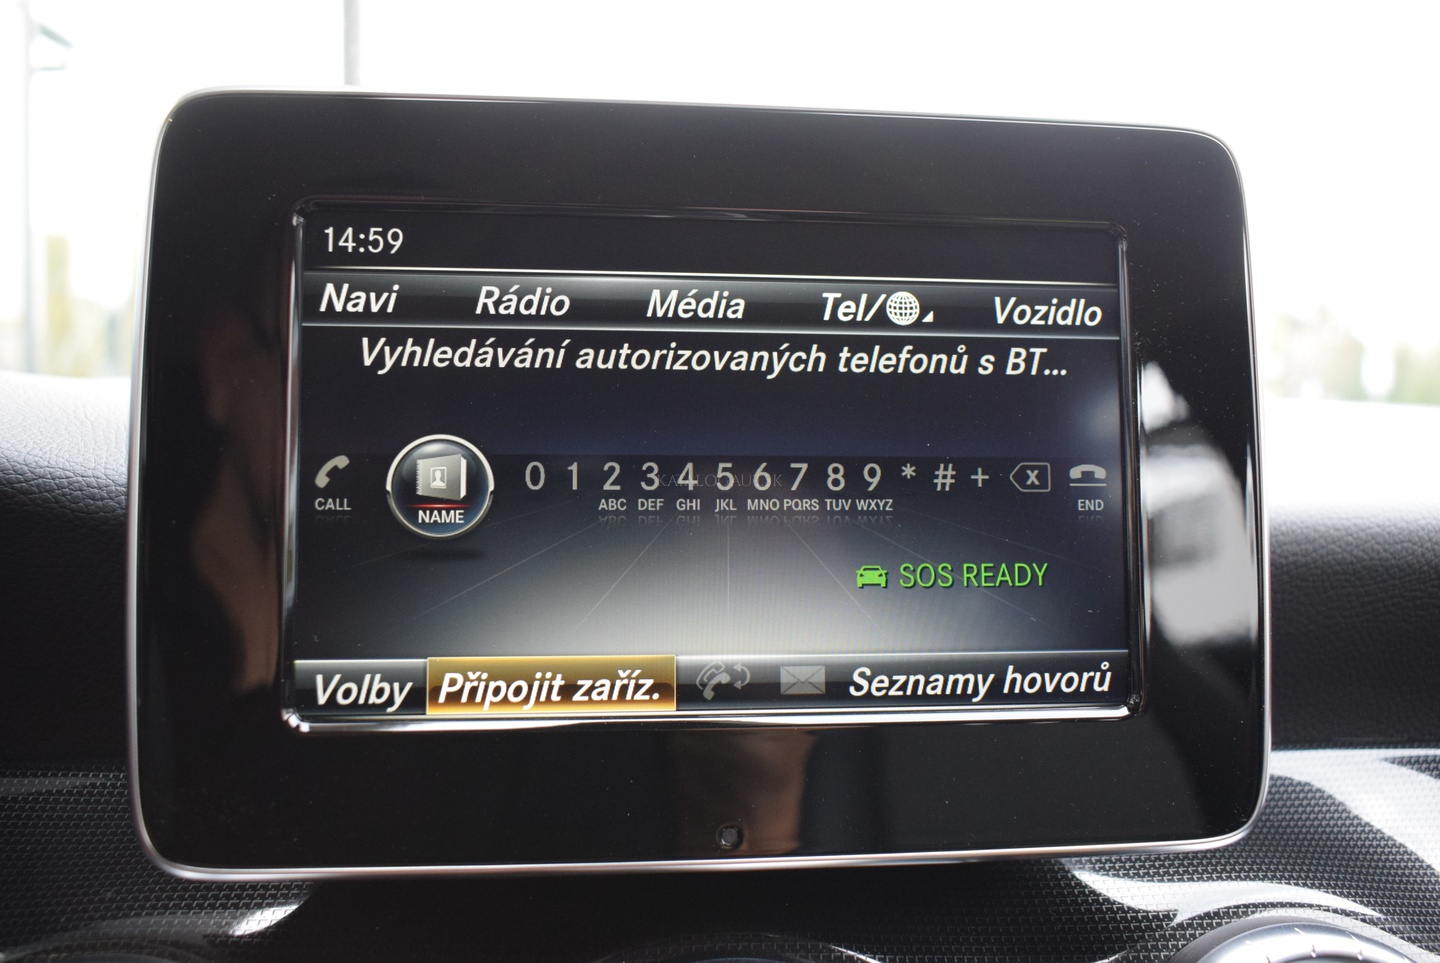 14:59
Navi Rádio Média Tel/ Vozidlo
Vyhledávání autorizovaných telefonů s BT...
0 1 2 3 4 5 6 7 8 9 * # + x
CALL NAME ABC DEF GHI JKL MNO PQRS TUV WXYZ END
SOS READY
Volby Připojit zaříz. Seznamy hovorů